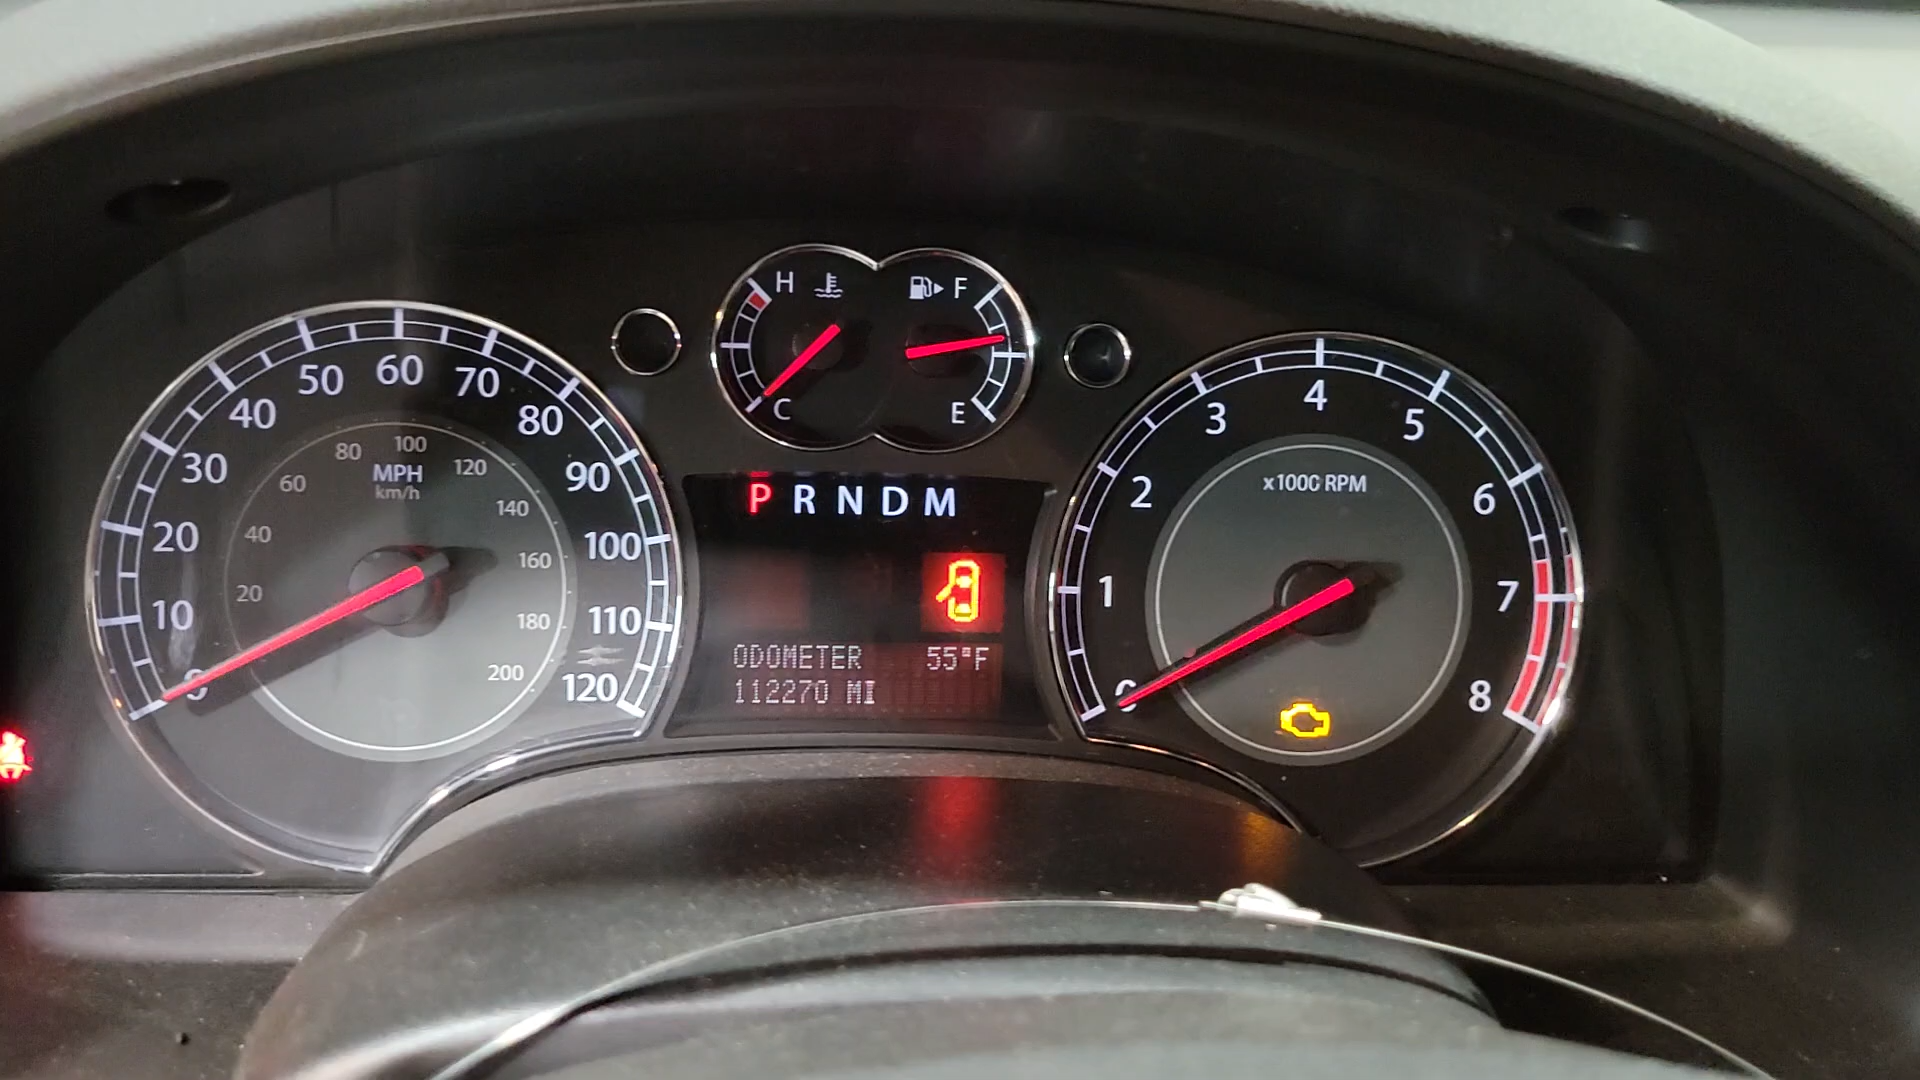 H F
C E
0 10 20 30 40 50 60 70 80 90 100 110 120
MPH
km/h
20 40 60 80 100 120 140 160 180 200
P R N D M
ODOMETER 55°F
112270 MI
0 1 2 3 4 5 6 7 8
x1000 RPM